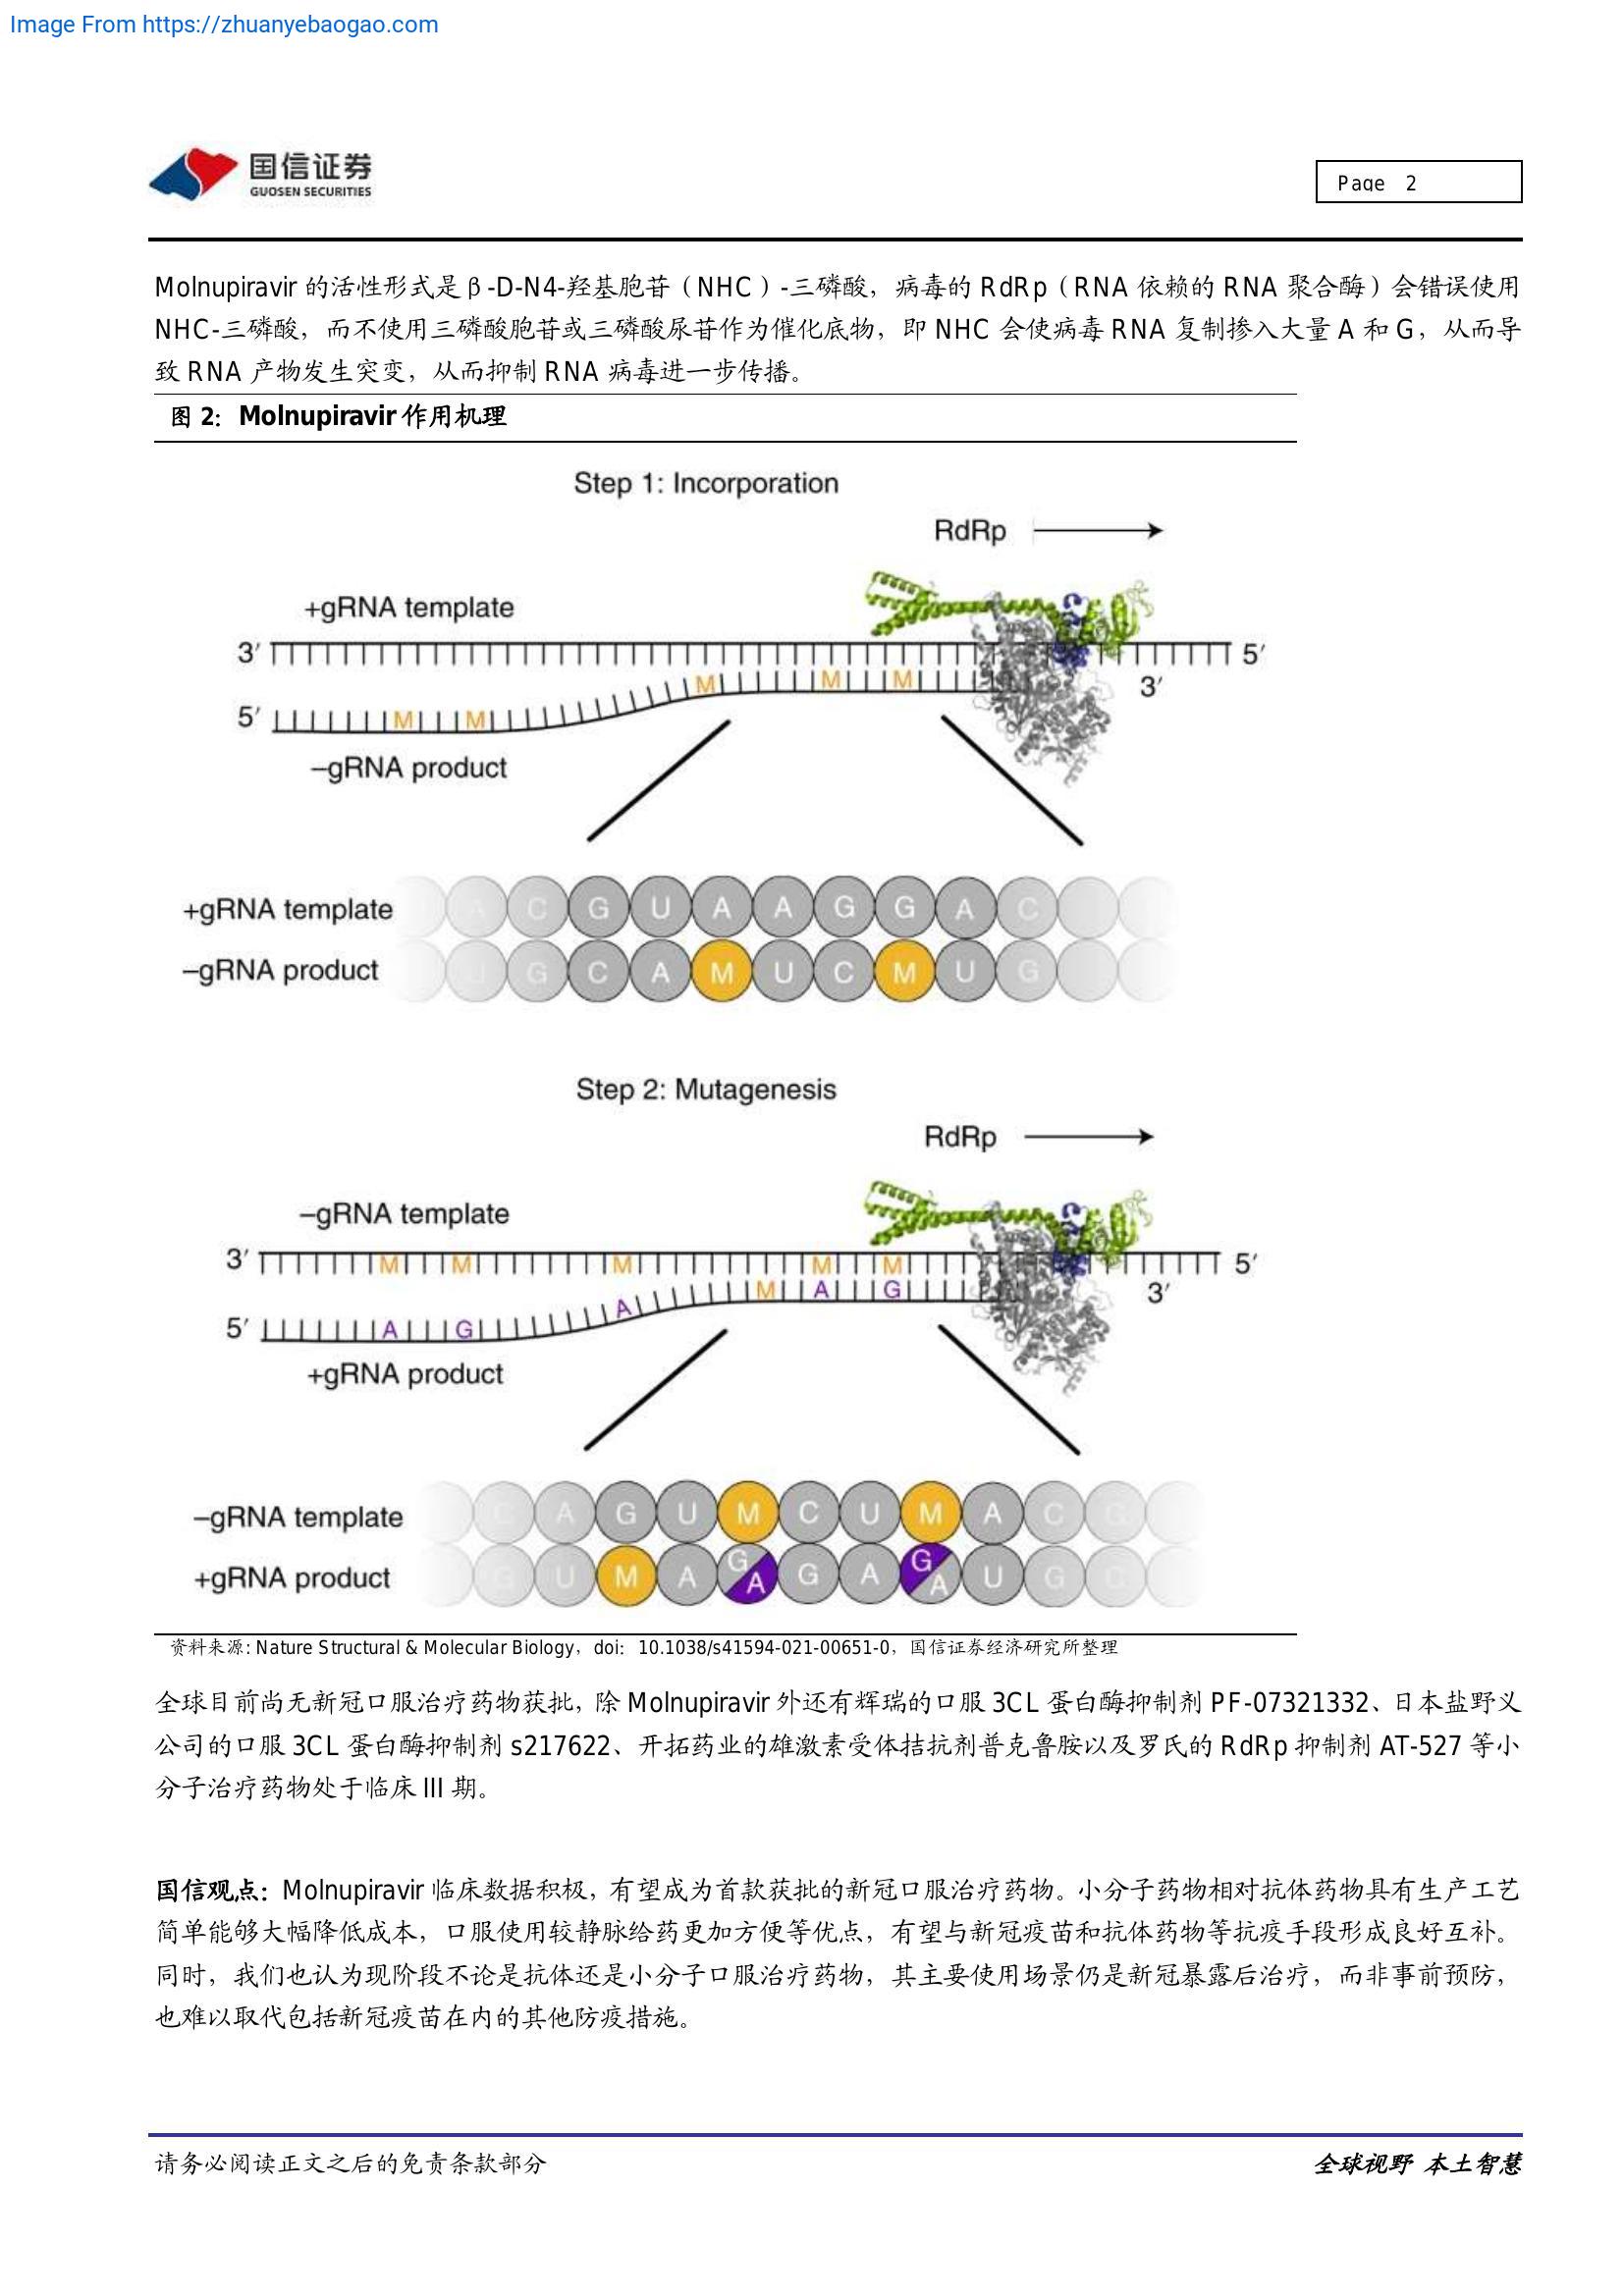 Image From https://zhuanyebaogao.com
国信证券
GUOSEN SECURITIES
Page 2
Molnupiravir 的活性形式是β-D-N4-羟基胞苷（NHC）-三磷酸，病毒的 RdRp（RNA 依赖的 RNA 聚合酶）会错误使用
NHC-三磷酸，而不使用三磷酸胞苷或三磷酸尿苷作为催化底物，即 NHC 会使病毒 RNA 复制掺入大量 A 和 G，从而导
致 RNA 产物发生突变，从而抑制 RNA 病毒进一步传播。
图 2：Molnupiravir 作用机理
Step 1: Incorporation
RdRp
+gRNA template
3′ 5′
M M M
3′
5′ M M
–gRNA product
+gRNA template A C G U A A G G A C
–gRNA product U G C A M U C M U G
Step 2: Mutagenesis
RdRp
–gRNA template
3′ M M M M M 5′
M A G 3′
A
5′ A G
+gRNA product
–gRNA template C A G U M C U M A C G
+gRNA product G U M A G A G A G A U G C
资料来源: Nature Structural & Molecular Biology，doi：10.1038/s41594-021-00651-0，国信证券经济研究所整理
全球目前尚无新冠口服治疗药物获批，除 Molnupiravir 外还有辉瑞的口服 3CL 蛋白酶抑制剂 PF-07321332、日本盐野义
公司的口服 3CL 蛋白酶抑制剂 s217622、开拓药业的雄激素受体拮抗剂普克鲁胺以及罗氏的 RdRp 抑制剂 AT-527 等小
分子治疗药物处于临床 III 期。
国信观点：Molnupiravir 临床数据积极，有望成为首款获批的新冠口服治疗药物。小分子药物相对抗体药物具有生产工艺
简单能够大幅降低成本，口服使用较静脉给药更加方便等优点，有望与新冠疫苗和抗体药物等抗疫手段形成良好互补。
同时，我们也认为现阶段不论是抗体还是小分子口服治疗药物，其主要使用场景仍是新冠暴露后治疗，而非事前预防，
也难以取代包括新冠疫苗在内的其他防疫措施。
请务必阅读正文之后的免责条款部分
全球视野 本土智慧